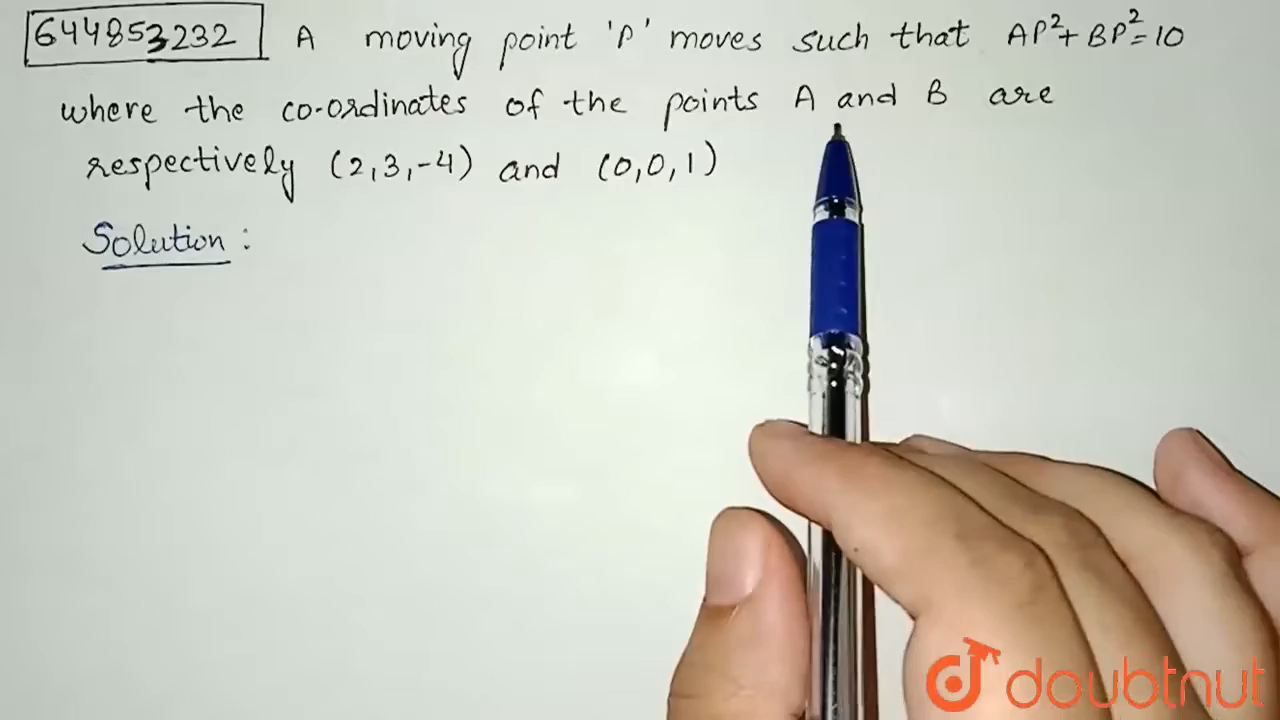 644853232 A moving point 'P' moves such that AP²+BP²=10
where the co-ordinates of the points A and B are
respectively (2,3,-4) and (0,0,1)
Solution:
doubtnut